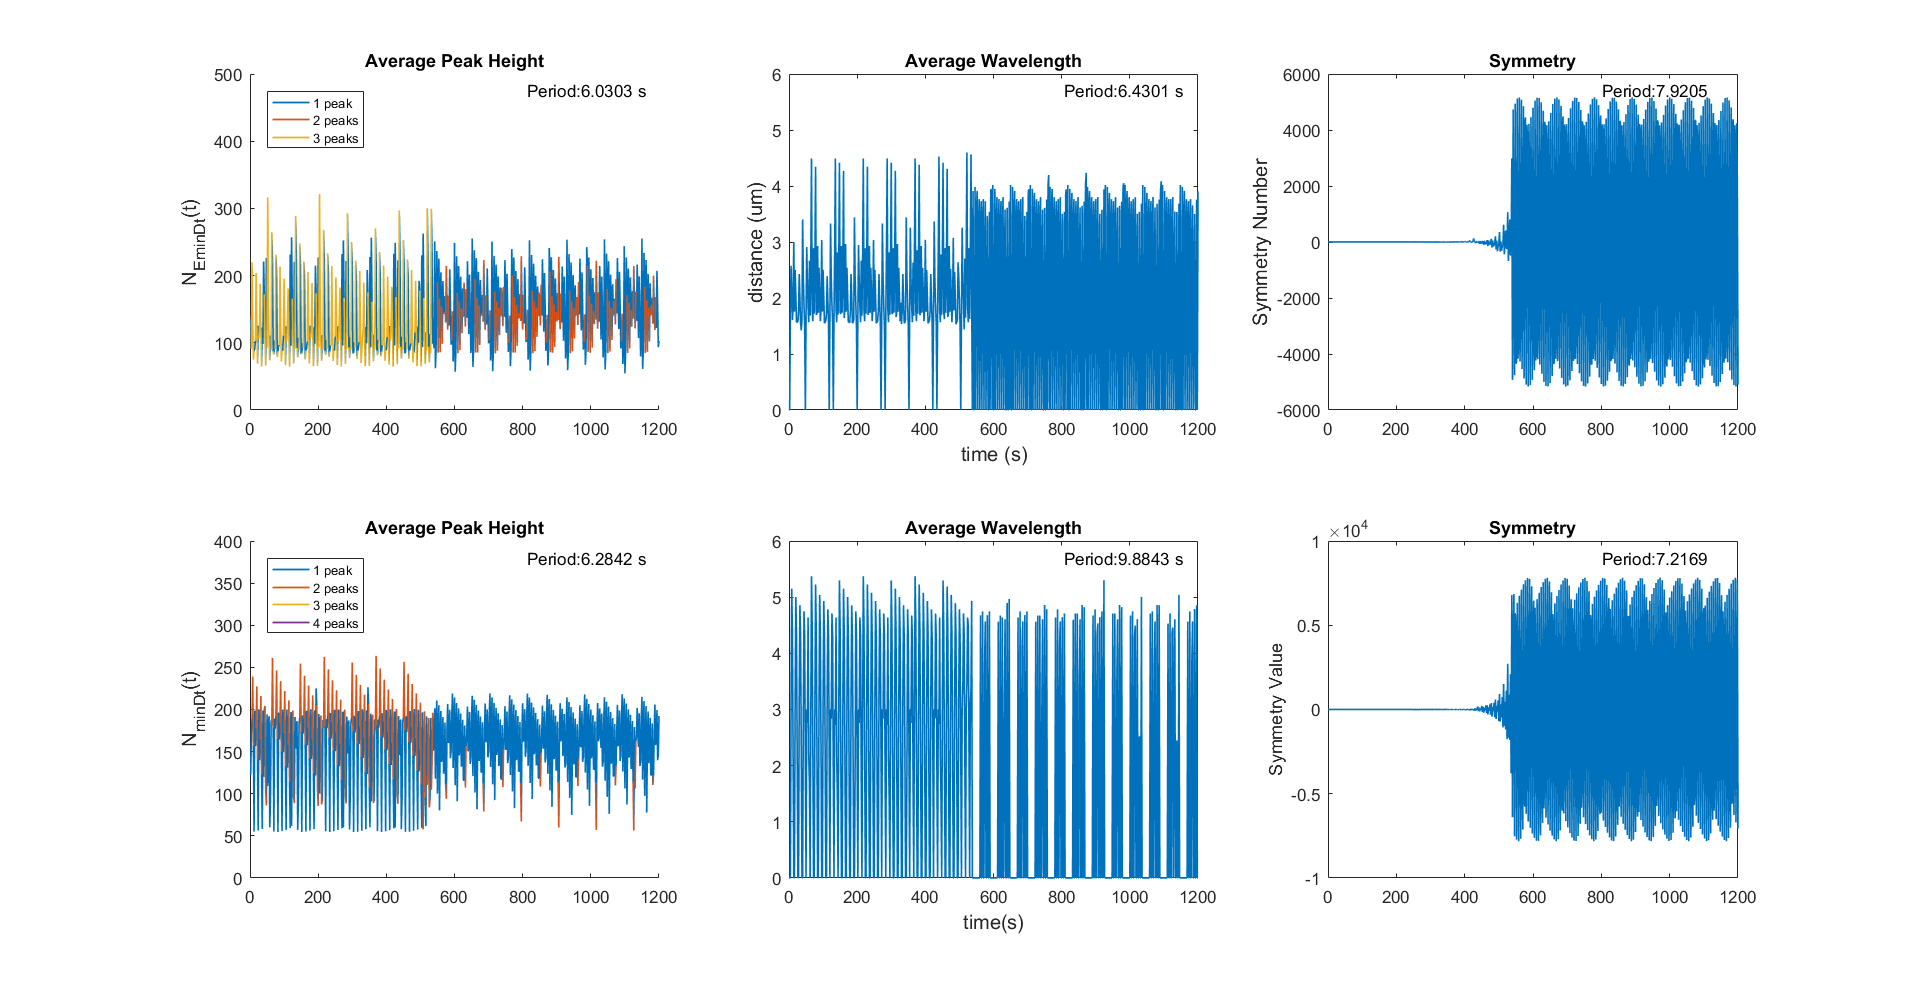 Average Peak Height
Period:6.0303 s
1 peak
2 peaks
3 peaks
N_EminDt(t)
500
400
300
200
100
0
0 200 400 600 800 1000 1200
Average Wavelength
Period:6.4301 s
distance (um)
6
5
4
3
2
1
0
0 200 400 600 800 1000 1200
time (s)
Symmetry
Period:7.9205
Symmetry Number
6000
4000
2000
0
-2000
-4000
-6000
0 200 400 600 800 1000 1200
Average Peak Height
Period:6.2842 s
1 peak
2 peaks
3 peaks
4 peaks
N_rminDt(t)
400
350
300
250
200
150
100
50
0
0 200 400 600 800 1000 1200
Average Wavelength
Period:9.8843 s
6
5
4
3
2
1
0
0 200 400 600 800 1000 1200
time(s)
Symmetry
×10^4
Period:7.2169
Symmetry Value
1
0.5
0
-0.5
-1
0 200 400 600 800 1000 1200